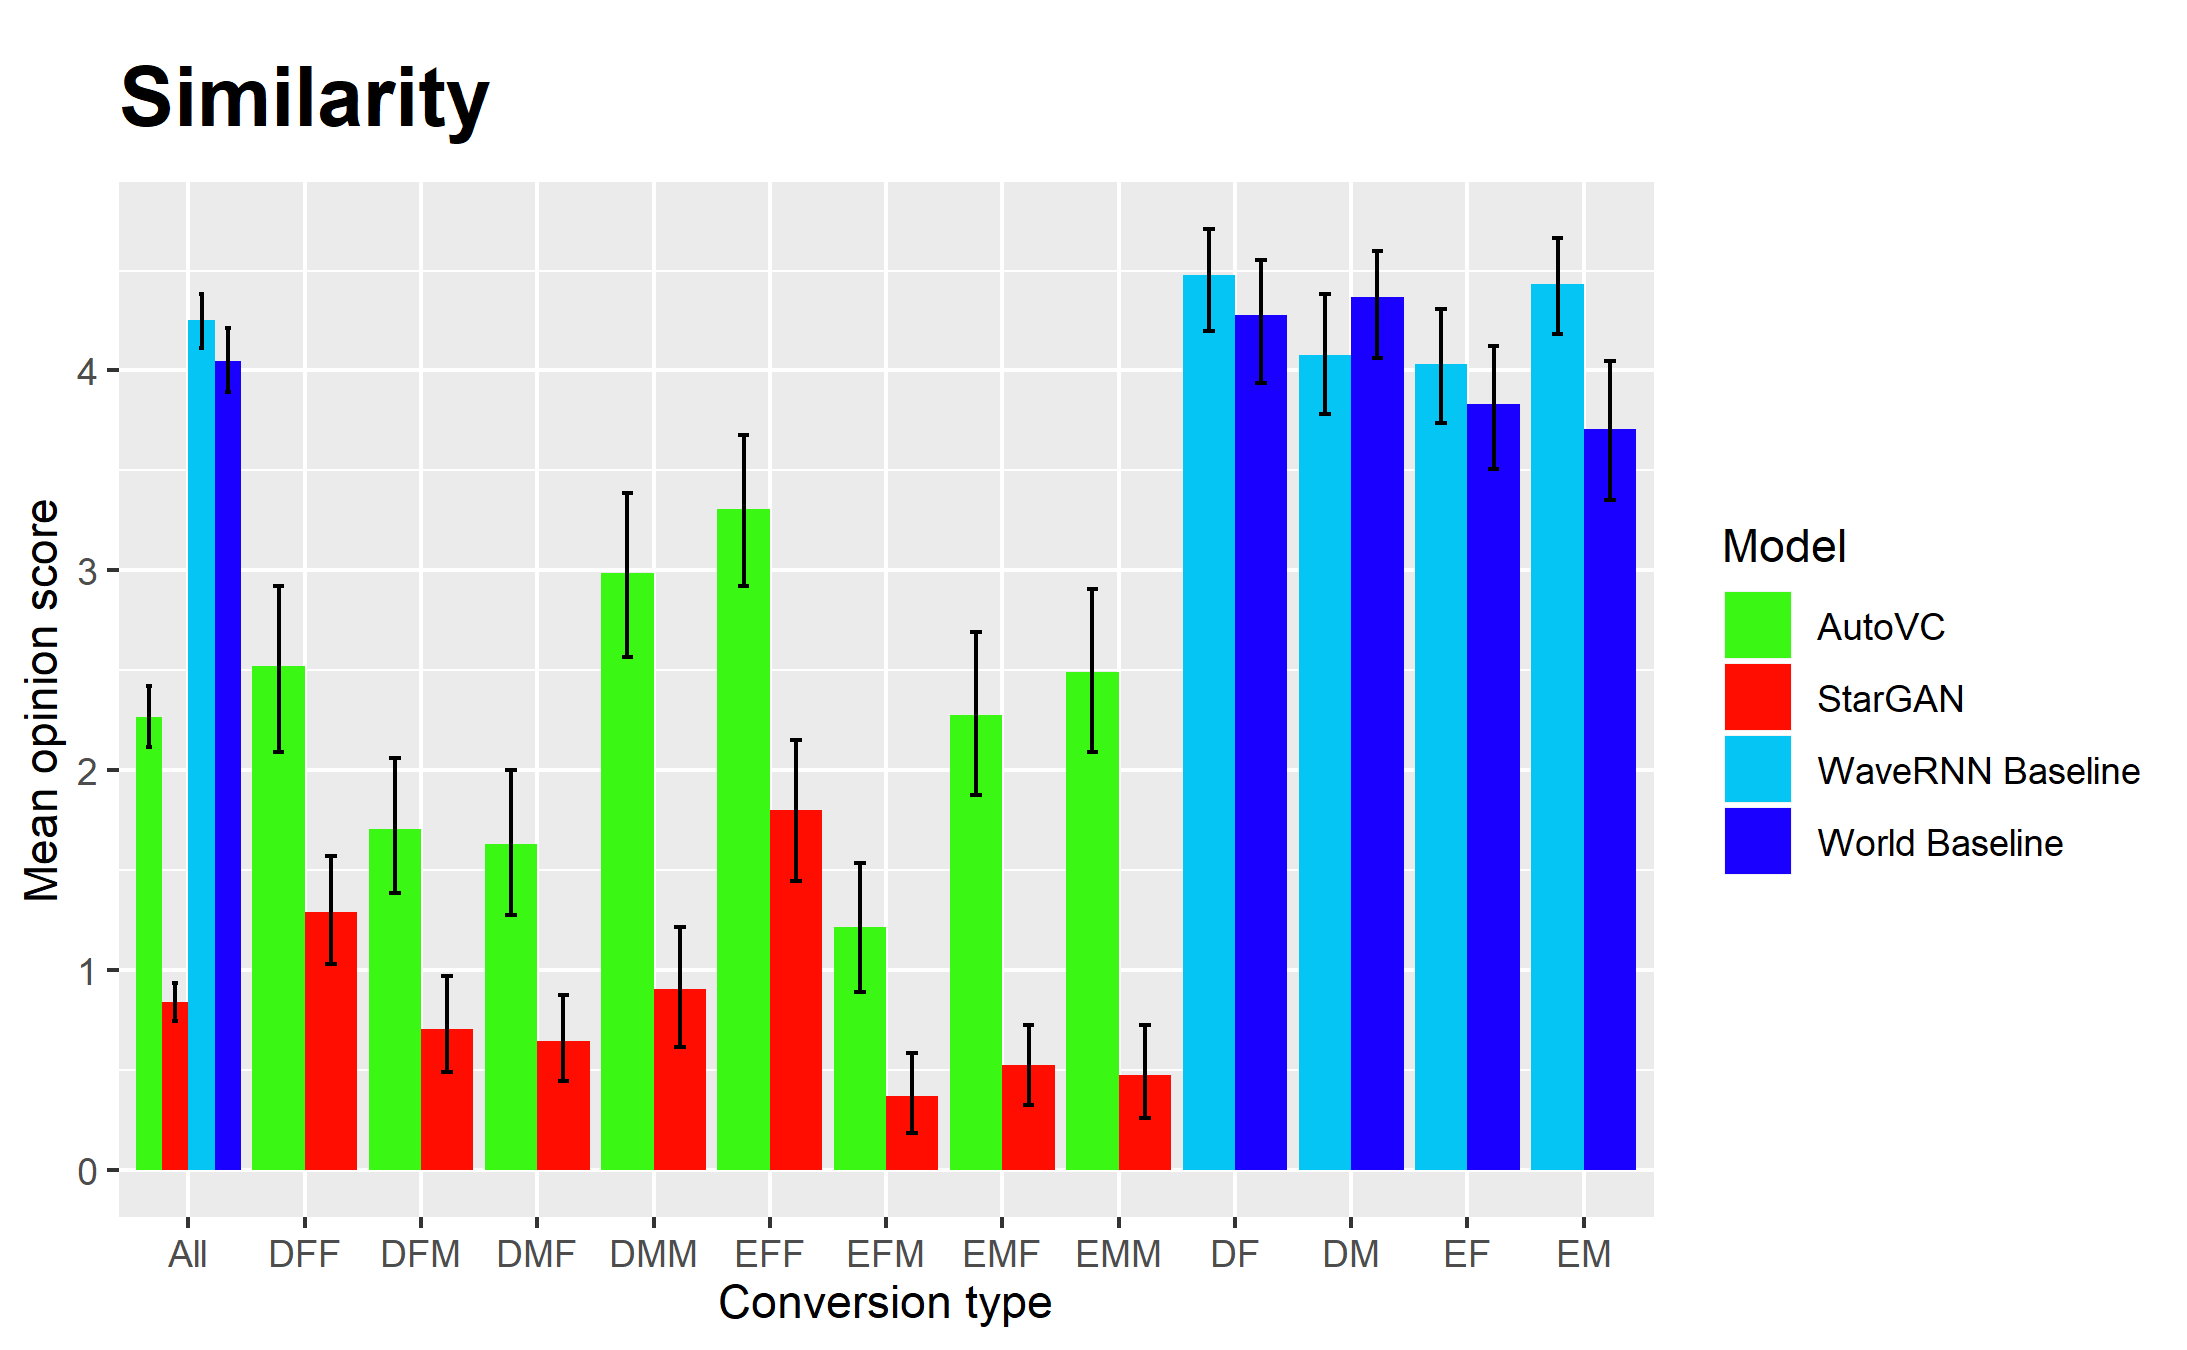 Similarity
Mean opinion score
4
3
2
1
0
All DFF DFM DMF DMM EFF EFM EMF EMM DF DM EF EM
Conversion type
Model
AutoVC
StarGAN
WaveRNN Baseline
World Baseline